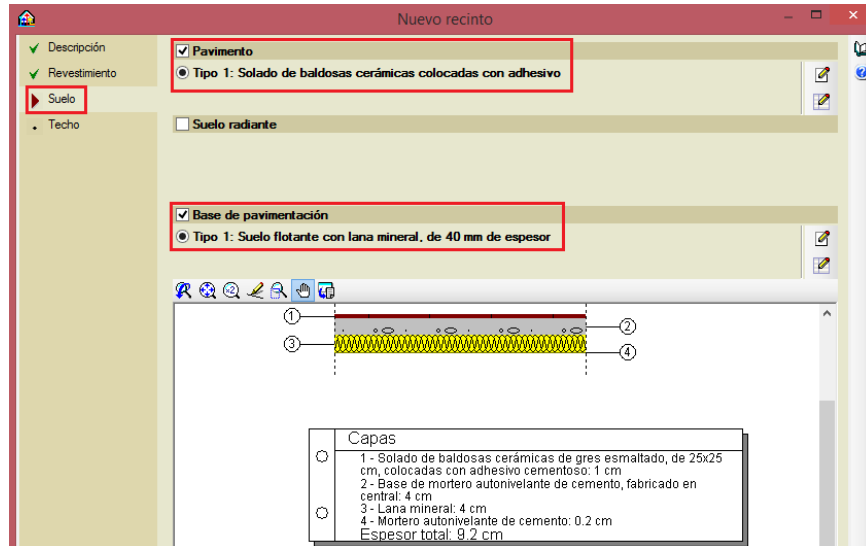 Nuevo recinto
Descripción
Revestimiento
Suelo
Techo
Pavimento
Tipo 1: Solado de baldosas cerámicas colocadas con adhesivo
Suelo radiante
Base de pavimentación
Tipo 1: Suelo flotante con lana mineral, de 40 mm de espesor
1
2
3
4
Capas
1 - Solado de baldosas cerámicas de gres esmaltado, de 25x25
cm, colocadas con adhesivo cementoso: 1 cm
2 - Base de mortero autonivelante de cemento, fabricado en
central: 4 cm
3 - Lana mineral: 4 cm
4 - Mortero autonivelante de cemento: 0.2 cm
Espesor total: 9.2 cm